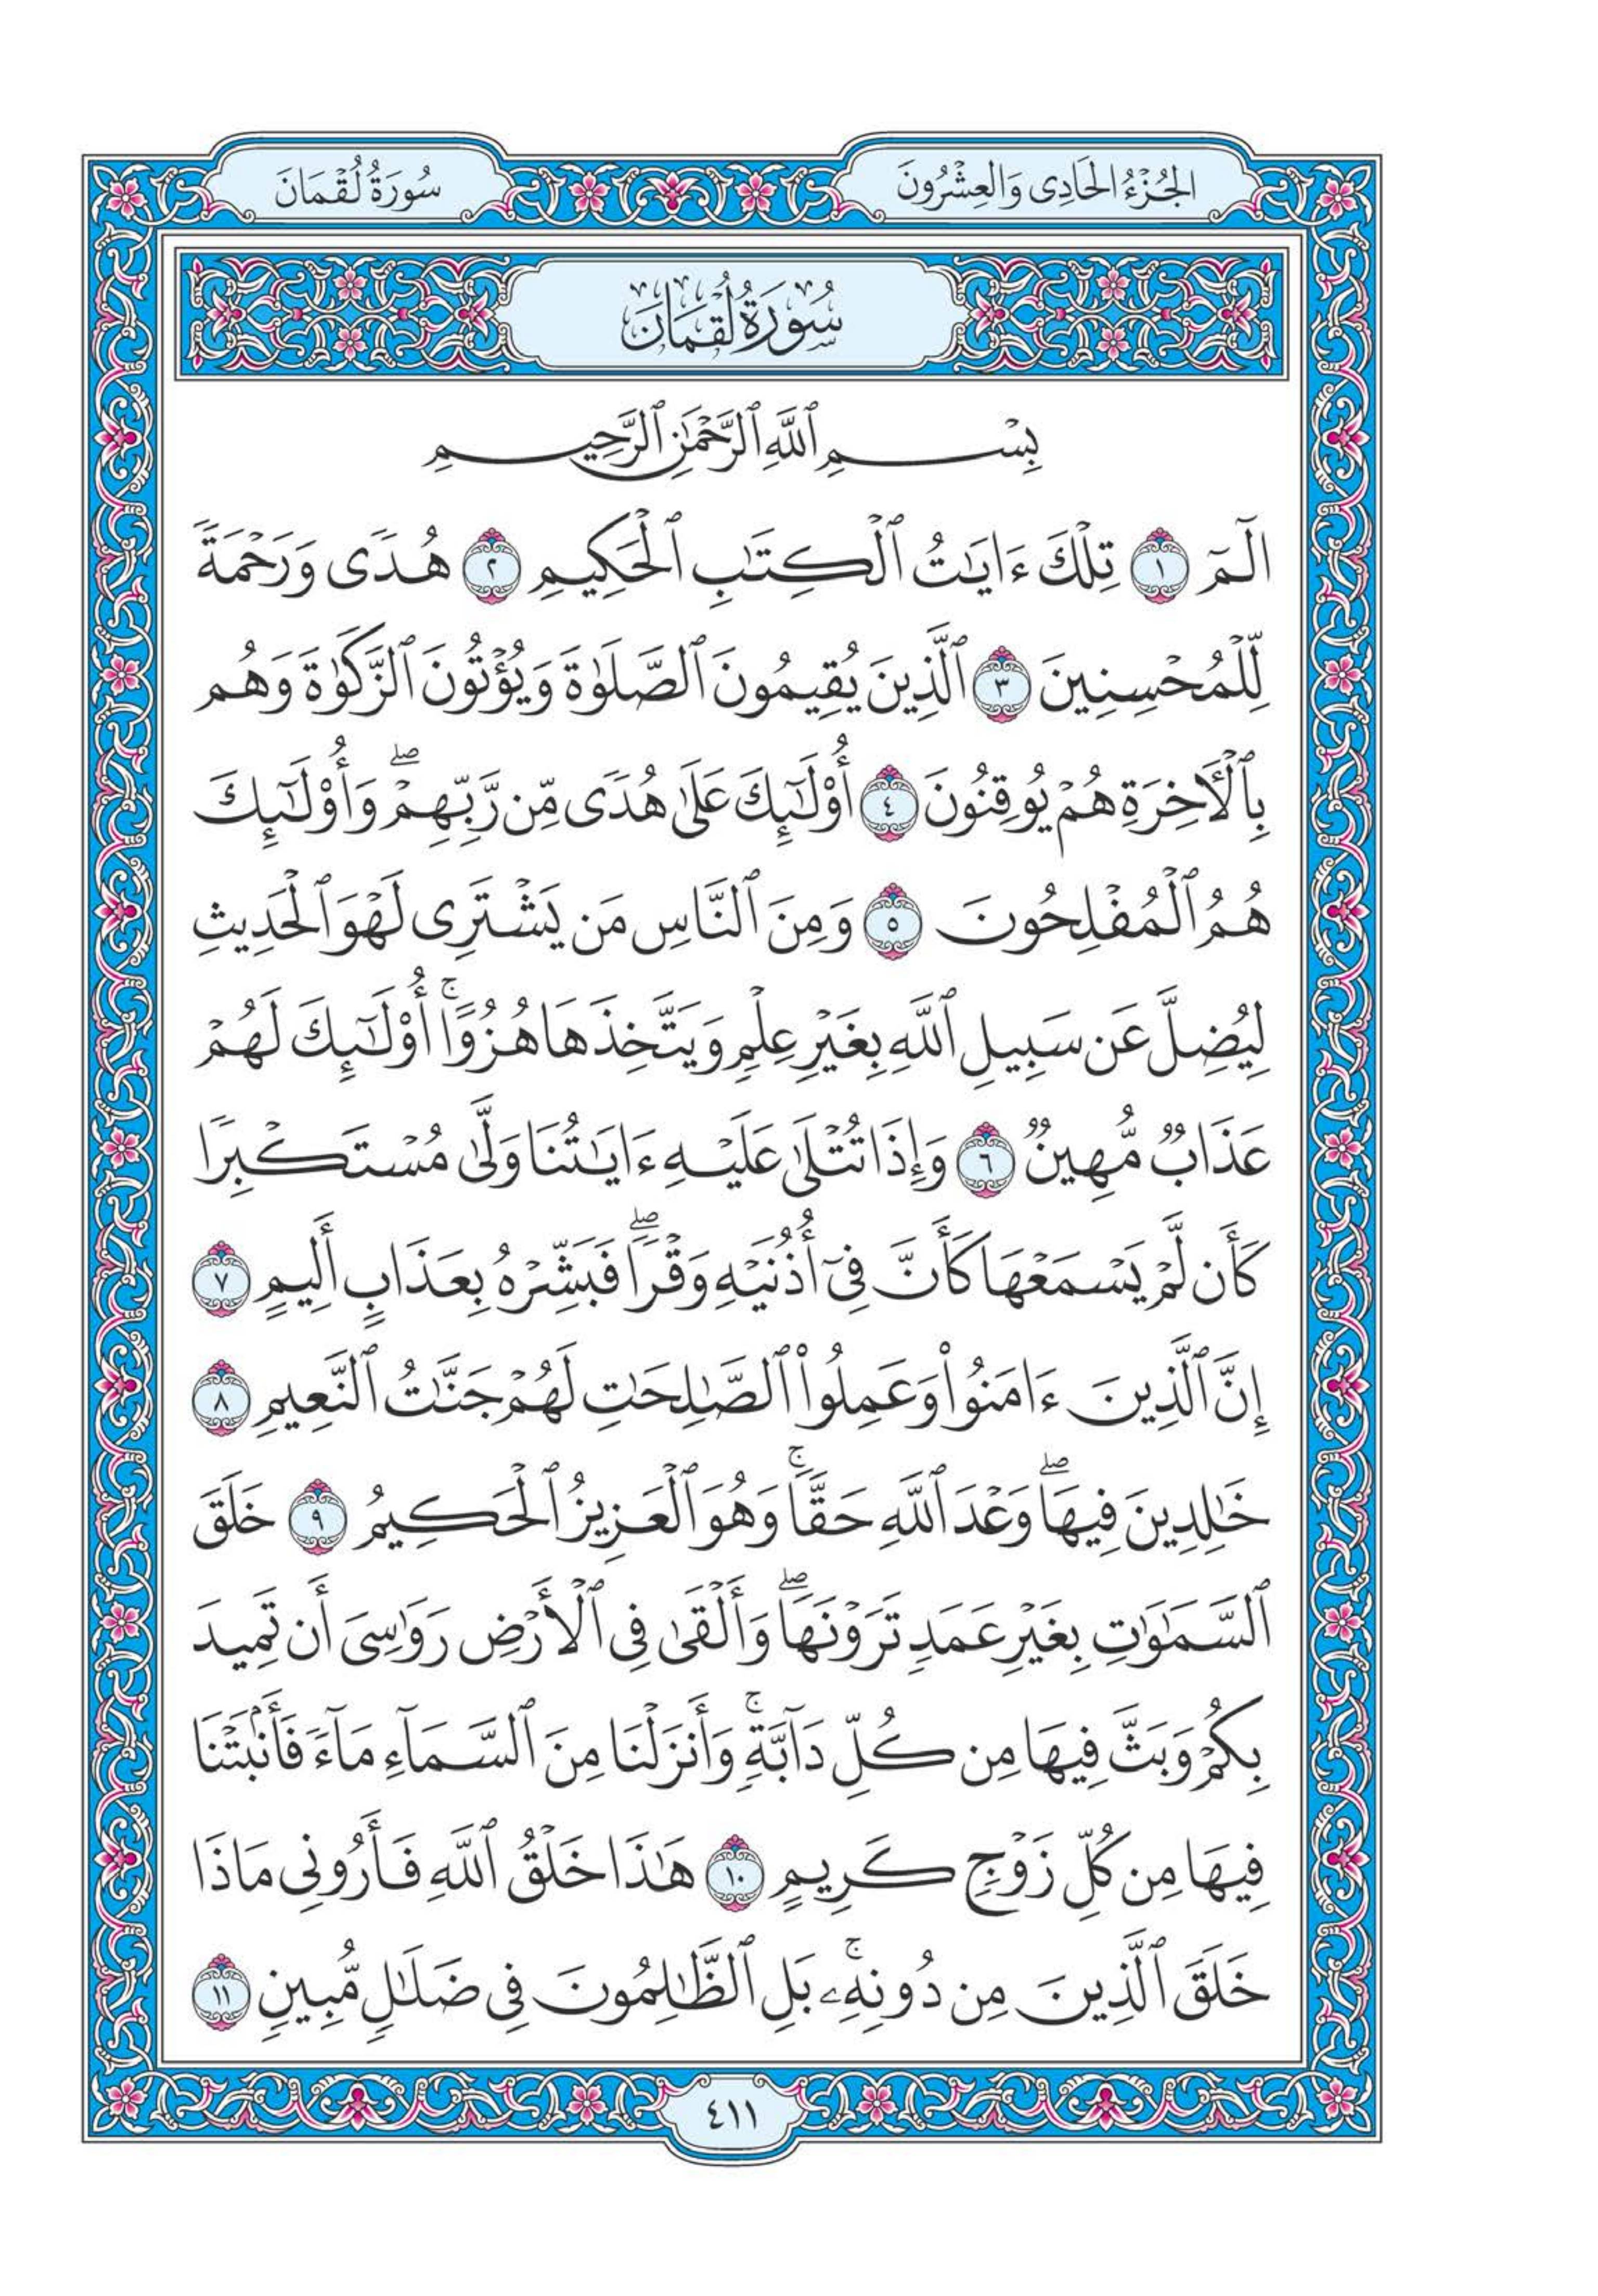 الجُزْءُ الحَادِى وَالعِشْرُونَ
سُورَةُ لُقْمَانَ
سُورَةُ لُقْمَانَ
بِسْمِ ٱللَّهِ ٱلرَّحْمَٰنِ ٱلرَّحِيمِ
الٓمٓ ١ تِلْكَ ءَايَٰتُ ٱلْكِتَٰبِ ٱلْحَكِيمِ ٢ هُدًى وَرَحْمَةً
لِّلْمُحْسِنِينَ ٣ ٱلَّذِينَ يُقِيمُونَ ٱلصَّلَوٰةَ وَيُؤْتُونَ ٱلزَّكَوٰةَ وَهُم
بِٱلْأَخِرَةِ هُمْ يُوقِنُونَ ٤ أُوْلَٰٓئِكَ عَلَىٰ هُدًى مِّن رَّبِّهِمْۖ وَأُوْلَٰٓئِكَ
هُمُ ٱلْمُفْلِحُونَ ٥ وَمِنَ ٱلنَّاسِ مَن يَشْتَرِى لَهْوَ ٱلْحَدِيثِ
لِيُضِلَّ عَن سَبِيلِ ٱللَّهِ بِغَيْرِ عِلْمٍ وَيَتَّخِذَهَا هُزُوًاۚ أُوْلَٰٓئِكَ لَهُمْ
عَذَابٌ مُّهِينٌ ٦ وَإِذَا تُتْلَىٰ عَلَيْهِ ءَايَٰتُنَا وَلَّىٰ مُسْتَكْبِرًا
كَأَن لَّمْ يَسْمَعْهَا كَأَنَّ فِىٓ أُذُنَيْهِ وَقْرًاۖ فَبَشِّرْهُ بِعَذَابٍ أَلِيمٍ ٧
إِنَّ ٱلَّذِينَ ءَامَنُواْ وَعَمِلُواْ ٱلصَّٰلِحَٰتِ لَهُمْ جَنَّٰتُ ٱلنَّعِيمِ ٨
خَٰلِدِينَ فِيهَاۖ وَعْدَ ٱللَّهِ حَقًّاۚ وَهُوَ ٱلْعَزِيزُ ٱلْحَكِيمُ ٩ خَلَقَ
ٱلسَّمَٰوَٰتِ بِغَيْرِ عَمَدٍ تَرَوْنَهَاۖ وَأَلْقَىٰ فِى ٱلْأَرْضِ رَوَٰسِىَ أَن تَمِيدَ
بِكُمْ وَبَثَّ فِيهَا مِن كُلِّ دَآبَّةٍۚ وَأَنزَلْنَا مِنَ ٱلسَّمَآءِ مَآءً فَأَنۢبَتْنَا
فِيهَا مِن كُلِّ زَوْجٍ كَرِيمٍ ١٠ هَٰذَا خَلْقُ ٱللَّهِ فَأَرُونِى مَاذَا
خَلَقَ ٱلَّذِينَ مِن دُونِهِۦۚ بَلِ ٱلظَّٰلِمُونَ فِى ضَلَٰلٍ مُّبِينٍ ١١
٤١١